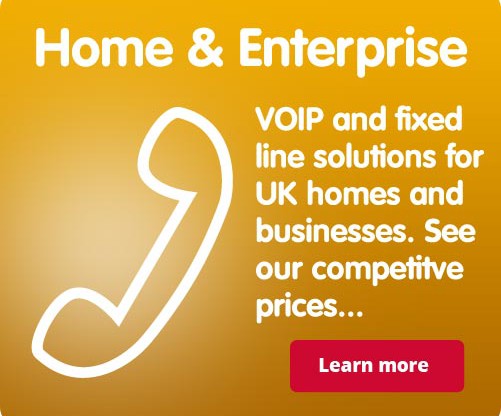 Home & Enterprise
VOIP and fixed
line solutions for
UK homes and
businesses. See
our competitve
prices...
Learn more